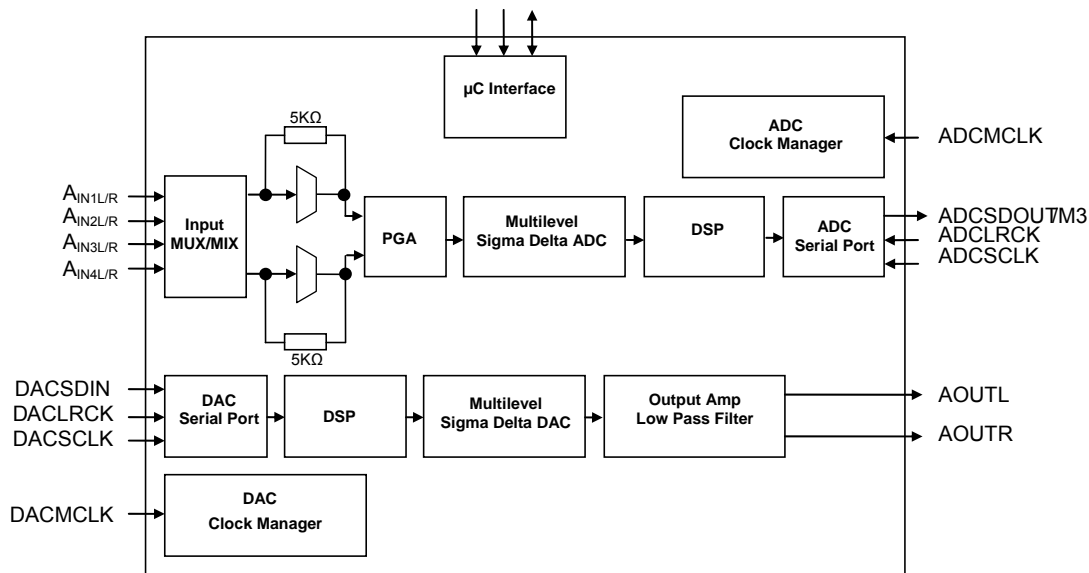 µC Interface
ADC
Clock Manager
ADCMCLK
5KΩ
AIN1L/R
AIN2L/R
AIN3L/R
AIN4L/R
Input
MUX/MIX
PGA
Multilevel
Sigma Delta ADC
DSP
ADC
Serial Port
ADCSDOUT/M3
ADCLRCK
ADCSCLK
5KΩ
DACSDIN
DACLRCK
DACSCLK
DAC
Serial Port
DSP
Multilevel
Sigma Delta DAC
Output Amp
Low Pass Filter
AOUTL
AOUTR
DACMCLK
DAC
Clock Manager